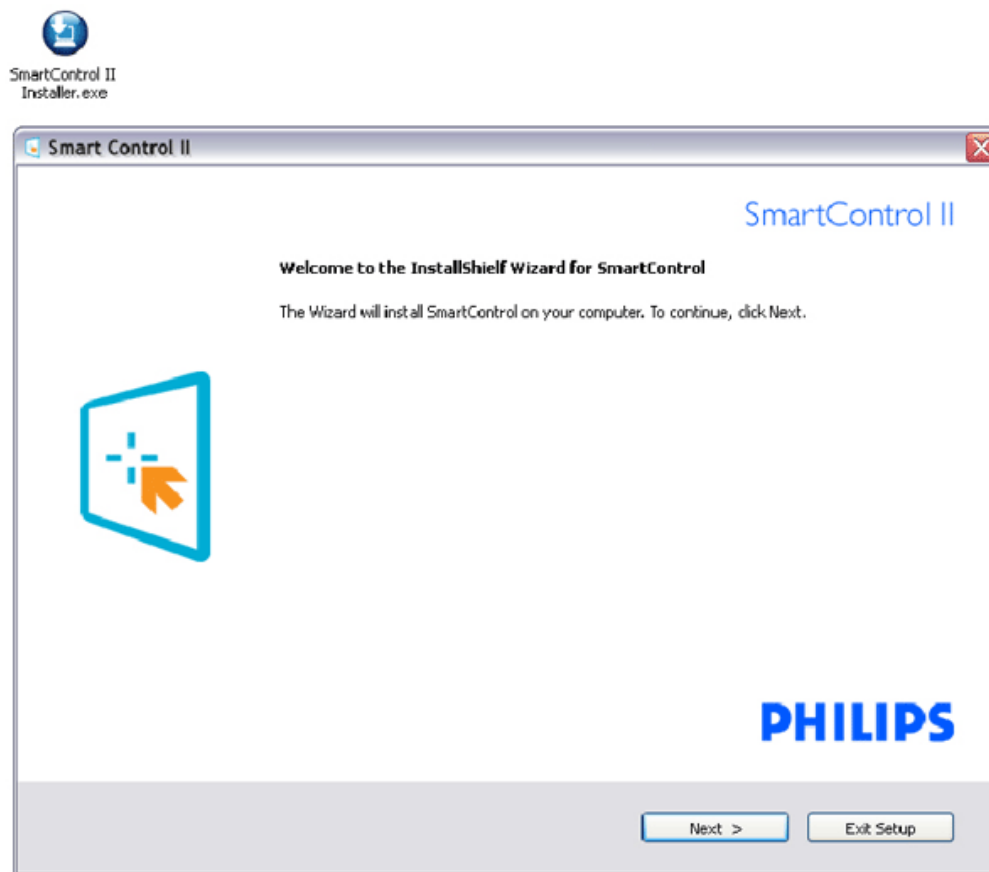 SmartControl II
Installer.exe
Smart Control II
SmartControl II
Welcome to the InstallShielf Wizard for SmartControl
The Wizard will install SmartControl on your computer. To continue, click Next.
PHILIPS
Next >
Exit Setup